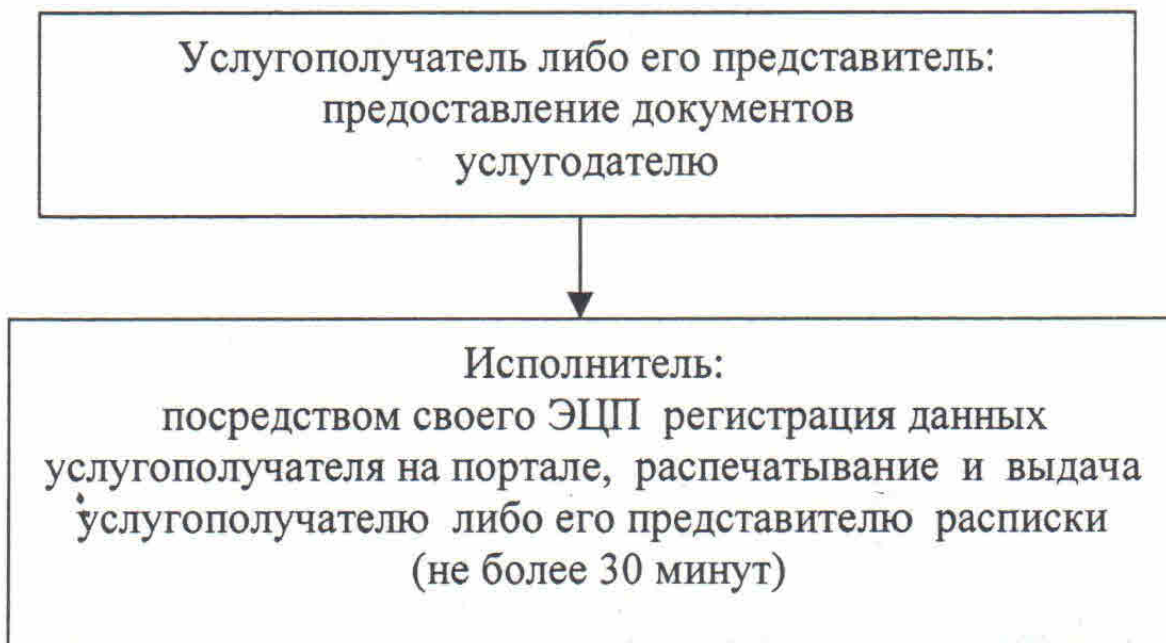 Услугополучатель либо его представитель:
предоставление документов
услугодателю
Исполнитель:
посредством своего ЭЦП регистрация данных
услугополучателя на портале, распечатывание и выдача
услугополучателю либо его представителю расписки
(не более 30 минут)